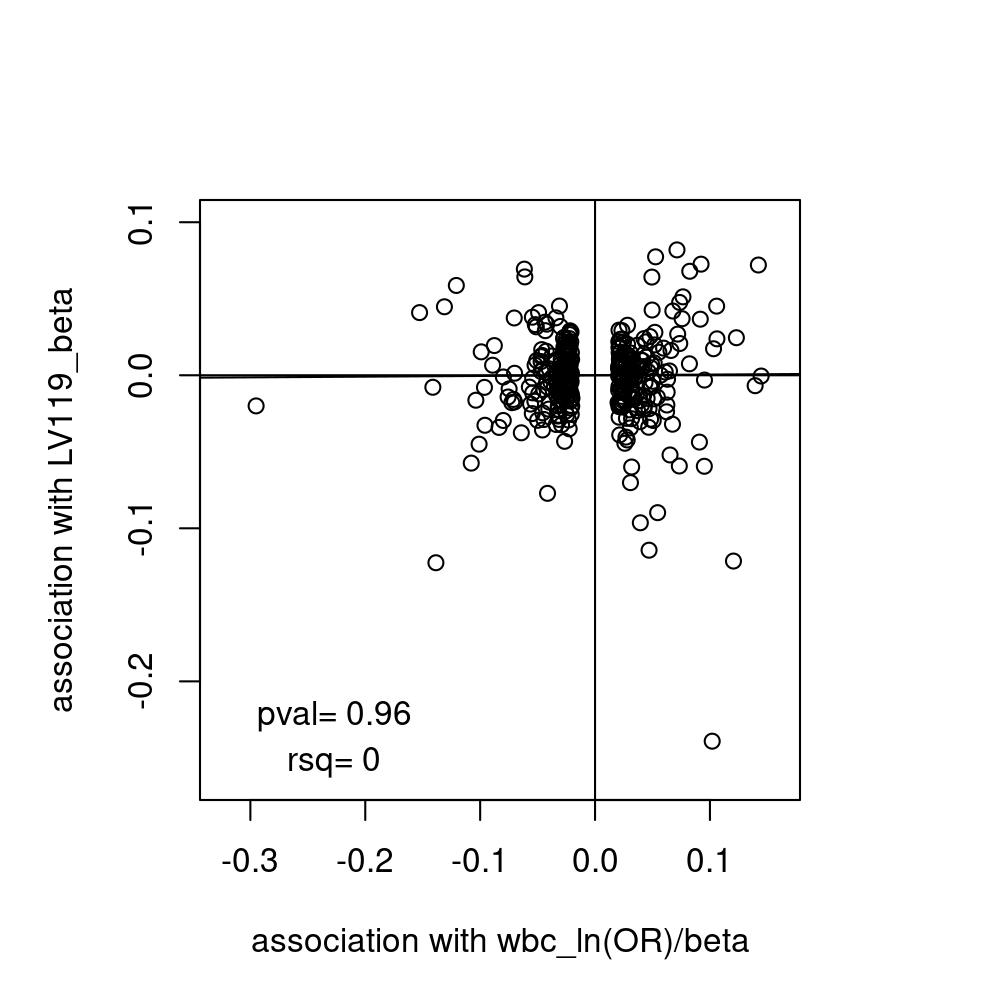 association with LV119_beta
0.1
0.0
-0.1
-0.2
pval= 0.96
rsq= 0
-0.3 -0.2 -0.1 0.0 0.1
association with wbc_ln(OR)/beta